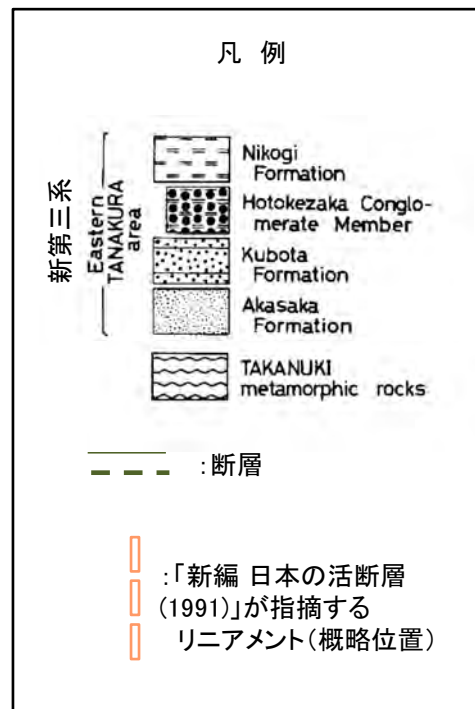 凡 例
新第三系
Eastern
TANAKURA
area
Nikogi
Formation
Hotokezaka Conglo-
merate Member
Kubota
Formation
Akasaka
Formation
TAKANUKI
metamorphic rocks
:断層
:「新編 日本の活断層
(1991)」が指摘する
リニアメント(概略位置)